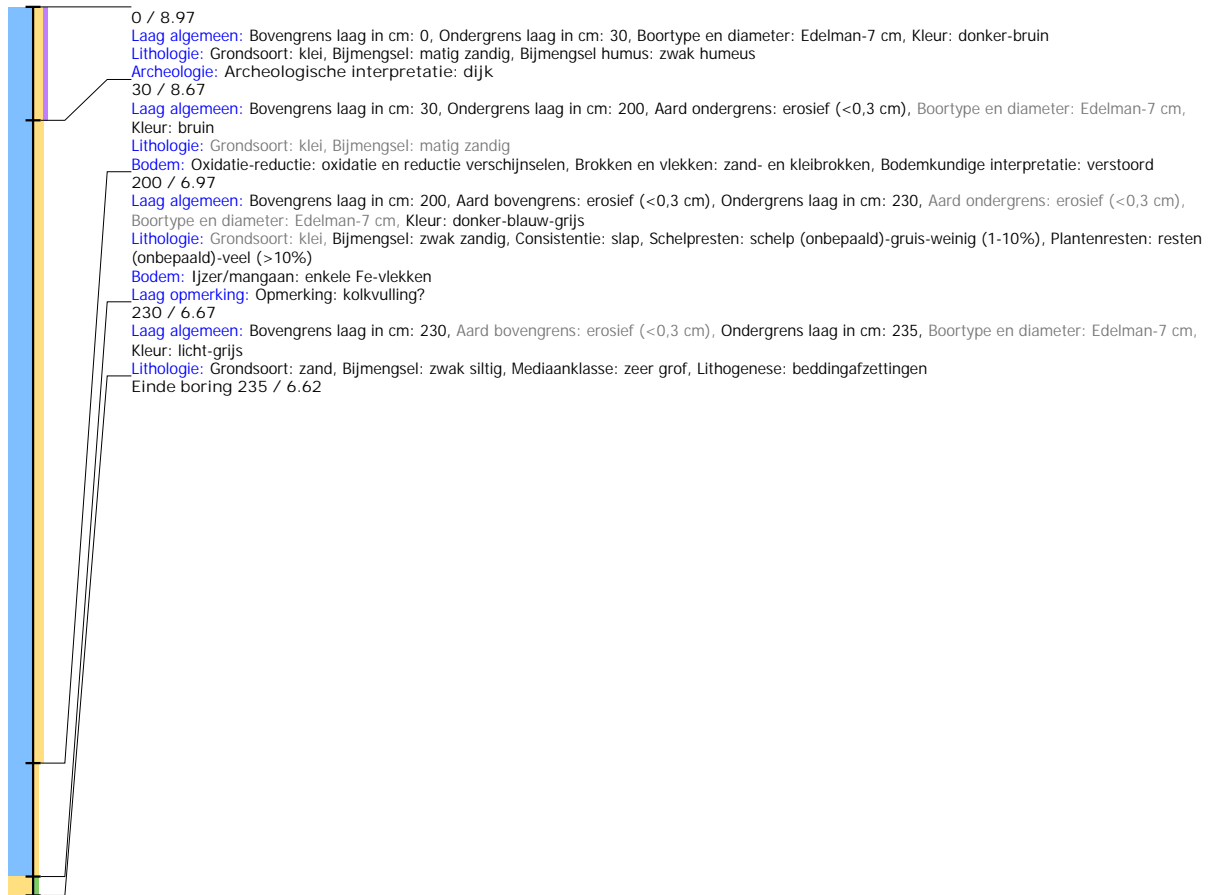 0 / 8.97
Laag algemeen: Bovengrens laag in cm: 0, Ondergrens laag in cm: 30, Boortype en diameter: Edelman-7 cm, Kleur: donker-bruin
Lithologie: Grondsoort: klei, Bijmengsel: matig zandig, Bijmengsel humus: zwak humeus
Archeologie: Archeologische interpretatie: dijk
30 / 8.67
Laag algemeen: Bovengrens laag in cm: 30, Ondergrens laag in cm: 200, Aard ondergrens: erosief (<0,3 cm), Boortype en diameter: Edelman-7 cm,
Kleur: bruin
Lithologie: Grondsoort: klei, Bijmengsel: matig zandig
Bodem: Oxidatie-reductie: oxidatie en reductie verschijnselen, Brokken en vlekken: zand- en kleibrokken, Bodemkundige interpretatie: verstoord
200 / 6.97
Laag algemeen: Bovengrens laag in cm: 200, Aard bovengrens: erosief (<0,3 cm), Ondergrens laag in cm: 230, Aard ondergrens: erosief (<0,3 cm),
Boortype en diameter: Edelman-7 cm, Kleur: donker-blauw-grijs
Lithologie: Grondsoort: klei, Bijmengsel: zwak zandig, Consistentie: slap, Schelpresten: schelp (onbepaald)-gruis-weinig (1-10%), Plantenresten: resten
(onbepaald)-veel (>10%)
Bodem: Ijzer/mangaan: enkele Fe-vlekken
Laag opmerking: Opmerking: kolkvulling?
230 / 6.67
Laag algemeen: Bovengrens laag in cm: 230, Aard bovengrens: erosief (<0,3 cm), Ondergrens laag in cm: 235, Boortype en diameter: Edelman-7 cm,
Kleur: licht-grijs
Lithologie: Grondsoort: zand, Bijmengsel: zwak siltig, Mediaanklasse: zeer grof, Lithogenese: beddingafzettingen
Einde boring 235 / 6.62